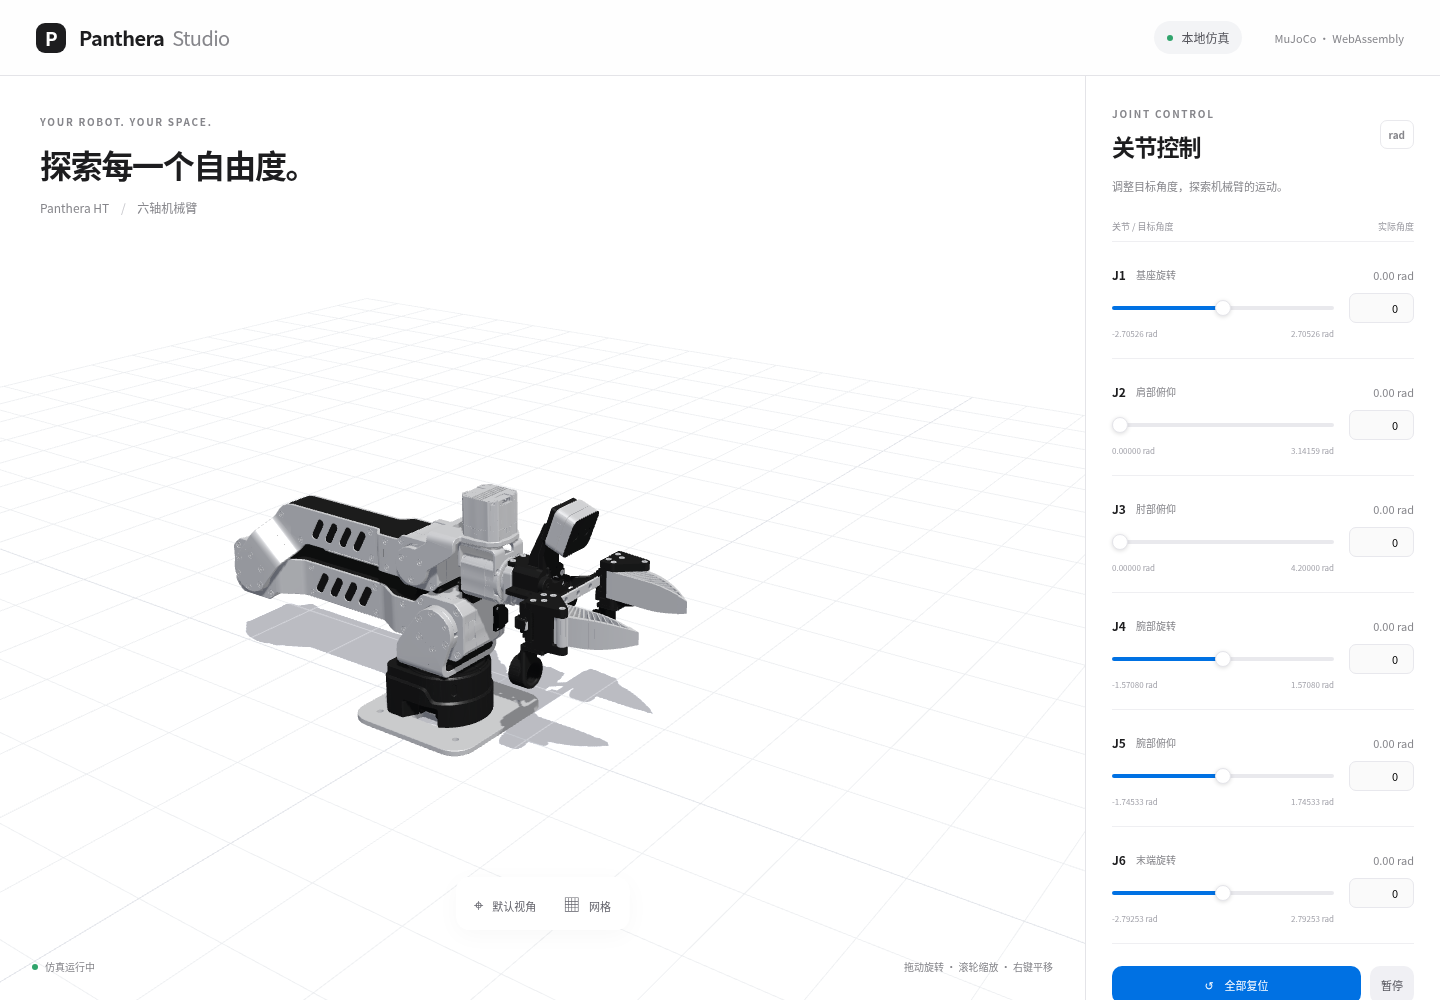 P Panthera Studio
本地仿真
MuJoCo · WebAssembly
YOUR ROBOT. YOUR SPACE.
探索每一个自由度。
Panthera HT / 六轴机械臂
默认视角
网格
仿真运行中
拖动旋转 · 滚轮缩放 · 右键平移
JOINT CONTROL
关节控制
rad
调整目标角度，探索机械臂的运动。
关节 / 目标角度 实际角度
J1 基座旋转 0.00 rad
0
-2.70526 rad 2.70526 rad
J2 肩部俯仰 0.00 rad
0
0.00000 rad 3.14159 rad
J3 肘部俯仰 0.00 rad
0
0.00000 rad 4.20000 rad
J4 腕部旋转 0.00 rad
0
-1.57080 rad 1.57080 rad
J5 腕部俯仰 0.00 rad
0
-1.74533 rad 1.74533 rad
J6 末端旋转 0.00 rad
0
-2.79253 rad 2.79253 rad
↺ 全部复位
暂停